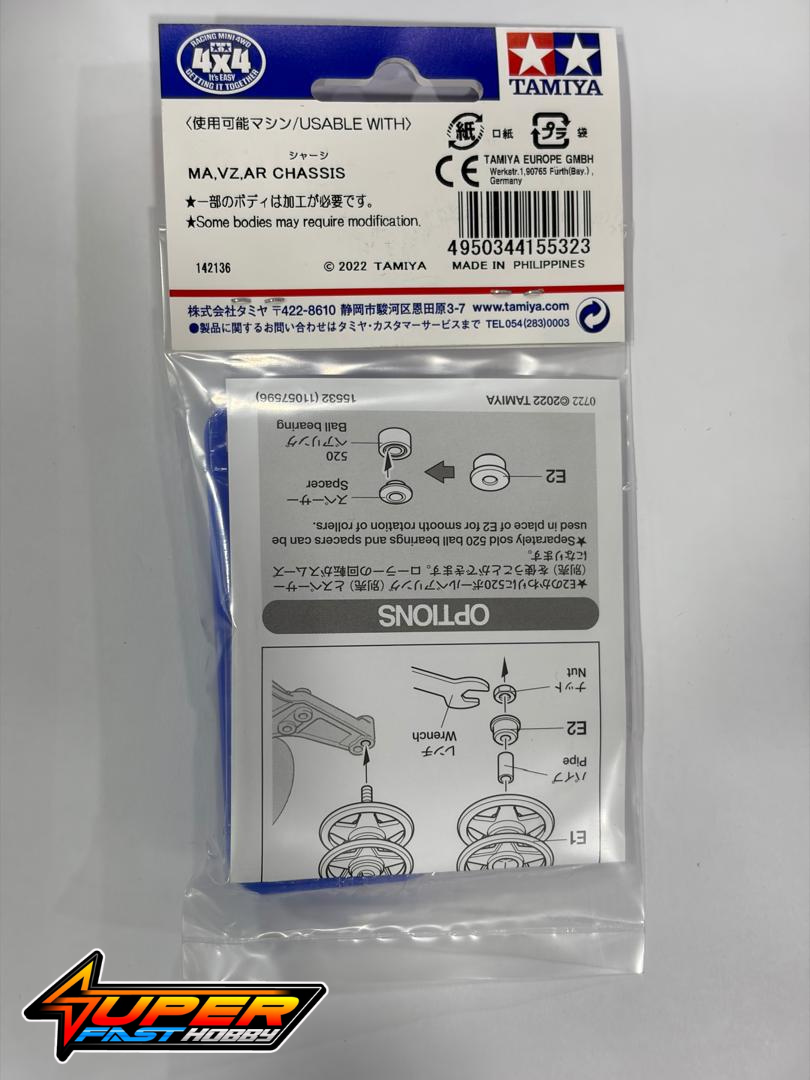 RACING MINI 4WD
4x4
It's EASY
GETTING IT TOGETHER
TAMIYA
〈使用可能マシン/USABLE WITH〉
シャーシ
MA,VZ,AR CHASSIS
★一部のボディは加工が必要です。
★Some bodies may require modification.
紙
口紙
プラ
袋
CE
TAMIYA EUROPE GMBH
Werkstr.1,90765 Fürth(Bay.),
Germany
4950344155323
142136
© 2022 TAMIYA
MADE IN PHILIPPINES
株式会社タミヤ 〒422-8610 静岡市駿河区恩田原3-7 www.tamiya.com
●製品に関するお問い合わせはタミヤ・カスタマーサービスまで TEL054(283)0003
E1
パイプ
Pipe
E2
ナット
Nut
レンチ
Wrench
OPTIONS
★E2のかわりに520ボールベアリング（別売）とスペーサー
（別売）を使うことができます。ローラーの回転がスムーズ
になります。
★Separately sold 520 ball bearings and spacers can be
used in place of E2 for smooth rotation of rollers.
E2
スペーサー
Spacer
520
ベアリング
Ball bearing
0722 ©2022 TAMIYA
15532 (11057596)
SUPER
FAST HOBBY